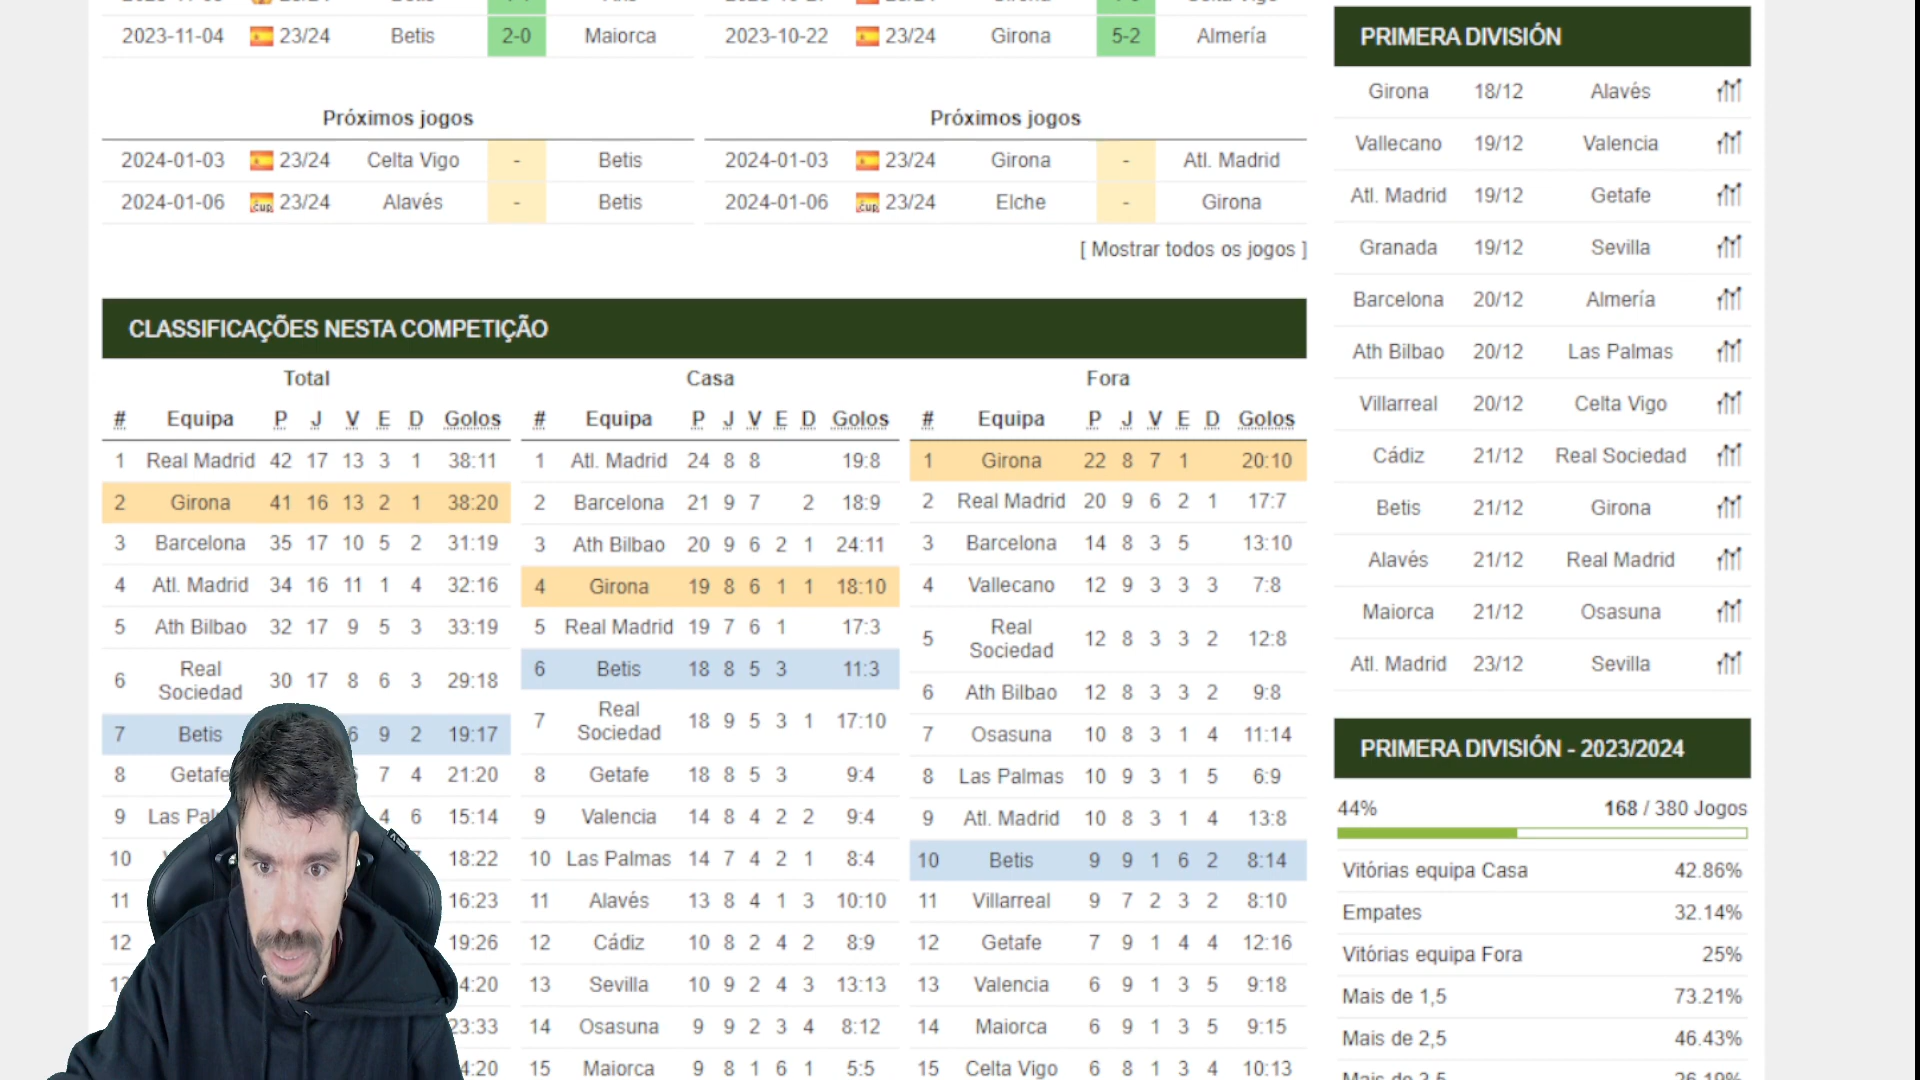 23/24 Betis
23/24 Girona Celta Vigo
2023-11-04 23/24 Betis 2-0 Maiorca
2023-10-22 23/24 Girona 5-2 Almería
Próximos jogos
2024-01-03 23/24 Celta Vigo - Betis
2024-01-06 23/24 Alavés - Betis
Próximos jogos
2024-01-03 23/24 Girona - Atl. Madrid
2024-01-06 23/24 Elche - Girona
[ Mostrar todos os jogos ]
CLASSIFICAÇÕES NESTA COMPETIÇÃO
Total
# Equipa P J V E D Golos
1 Real Madrid 42 17 13 3 1 38:11
2 Girona 41 16 13 2 1 38:20
3 Barcelona 35 17 10 5 2 31:19
4 Atl. Madrid 34 16 11 1 4 32:16
5 Ath Bilbao 32 17 9 5 3 33:19
6 Real Sociedad 30 17 8 6 3 29:18
7 Betis 6 9 2 19:17
8 Getafe 7 4 21:20
9 Las 4 6 15:14
10 18:22
11 16:23
12 19:26
4:20
23:33
4:20
Casa
# Equipa P J V E D Golos
1 Atl. Madrid 24 8 8 19:8
2 Barcelona 21 9 7 2 18:9
3 Ath Bilbao 20 9 6 2 1 24:11
4 Girona 19 8 6 1 1 18:10
5 Real Madrid 19 7 6 1 17:3
6 Betis 18 8 5 3 11:3
7 Real Sociedad 18 9 5 3 1 17:10
8 Getafe 18 8 5 3 9:4
9 Valencia 14 8 4 2 2 9:4
10 Las Palmas 14 7 4 2 1 8:4
11 Alavés 13 8 4 1 3 10:10
12 Cádiz 10 8 2 4 2 8:9
13 Sevilla 10 9 2 4 3 13:13
14 Osasuna 9 9 2 3 4 8:12
15 Maiorca 9 8 1 6 1 5:5
Fora
# Equipa P J V E D Golos
1 Girona 22 8 7 1 20:10
2 Real Madrid 20 9 6 2 1 17:7
3 Barcelona 14 8 3 5 13:10
4 Vallecano 12 9 3 3 3 7:8
5 Real Sociedad 12 8 3 3 2 12:8
6 Ath Bilbao 12 8 3 3 2 9:8
7 Osasuna 10 8 3 1 4 11:14
8 Las Palmas 10 9 3 1 5 6:9
9 Atl. Madrid 10 8 3 1 4 13:8
10 Betis 9 9 1 6 2 8:14
11 Villarreal 9 7 2 3 2 8:10
12 Getafe 7 9 1 4 4 12:16
13 Valencia 6 9 1 3 5 9:18
14 Maiorca 6 9 1 3 5 9:15
15 Celta Vigo 6 8 1 3 4 10:13
PRIMERA DIVISIÓN
Girona 18/12 Alavés
Vallecano 19/12 Valencia
Atl. Madrid 19/12 Getafe
Granada 19/12 Sevilla
Barcelona 20/12 Almería
Ath Bilbao 20/12 Las Palmas
Villarreal 20/12 Celta Vigo
Cádiz 21/12 Real Sociedad
Betis 21/12 Girona
Alavés 21/12 Real Madrid
Maiorca 21/12 Osasuna
Atl. Madrid 23/12 Sevilla
PRIMERA DIVISIÓN - 2023/2024
44% 168 / 380 Jogos
Vitórias equipa Casa 42.86%
Empates 32.14%
Vitórias equipa Fora 25%
Mais de 1,5 73.21%
Mais de 2,5 46.43%
Mais de 3,5 26.19%